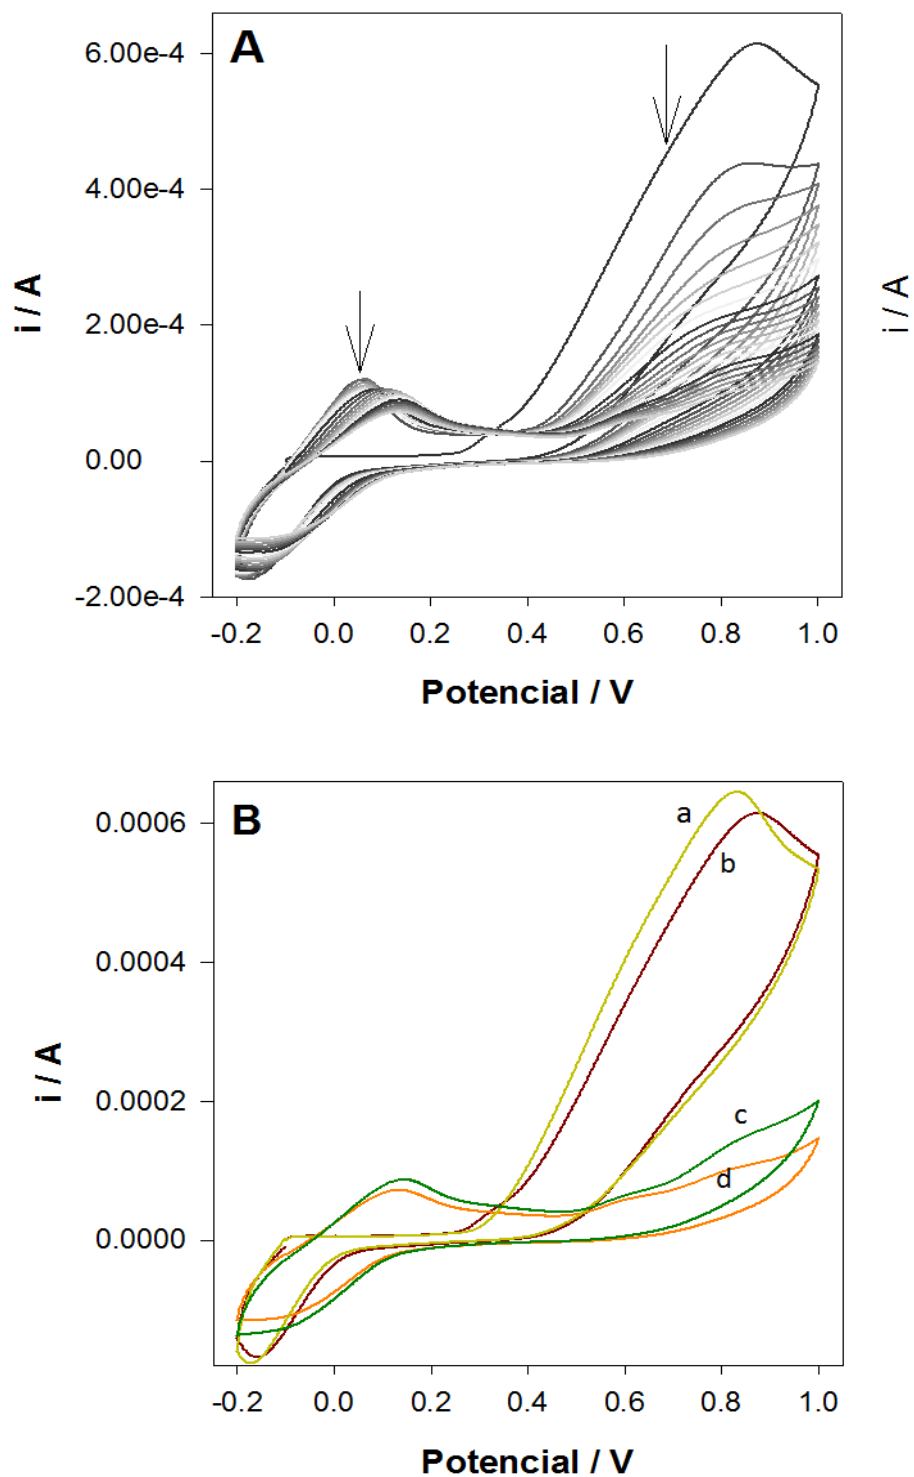 A
6.00e-4
4.00e-4
2.00e-4
0.00
-2.00e-4
i / A
i / A
-0.2 0.0 0.2 0.4 0.6 0.8 1.0
Potencial / V
B
a
b
c
d
0.0006
0.0004
0.0002
0.0000
i / A
-0.2 0.0 0.2 0.4 0.6 0.8 1.0
Potencial / V